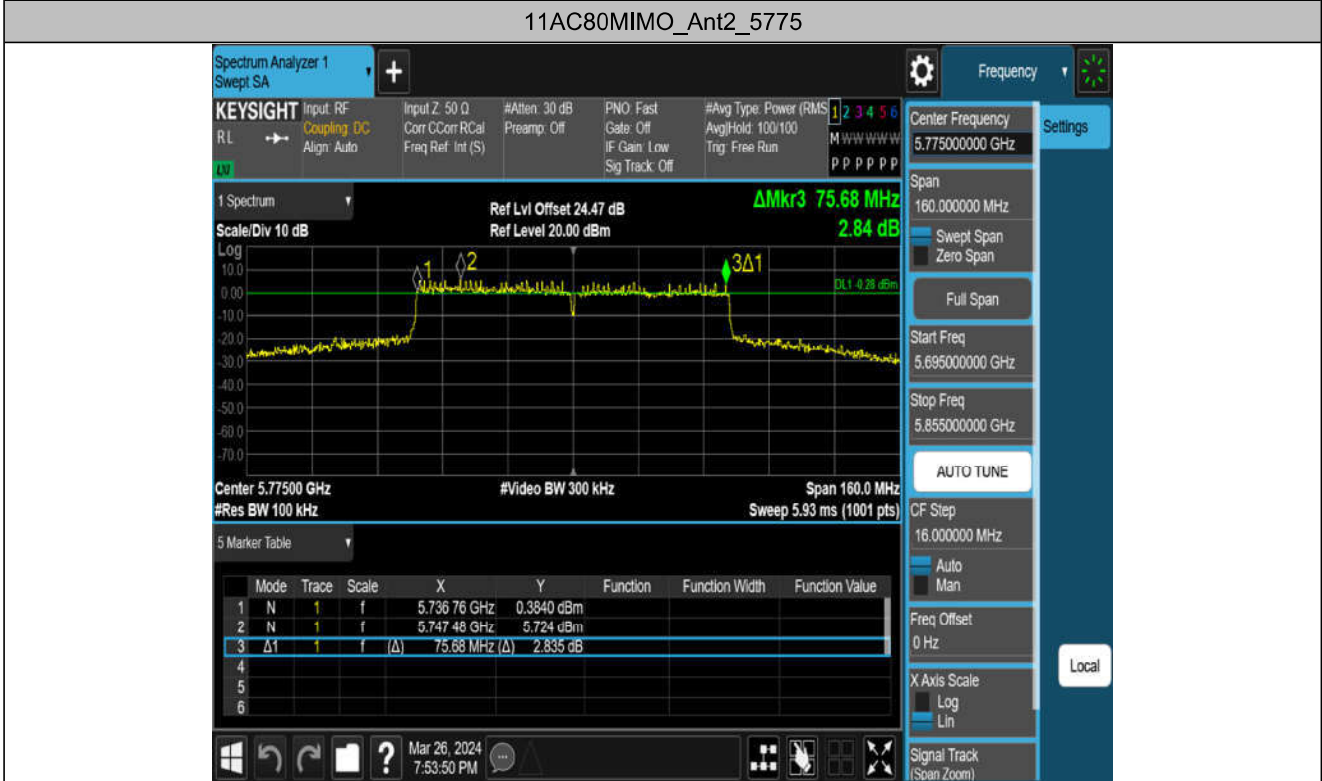 11AC80MIMO_Ant2_5775
Spectrum Analyzer 1
Swept SA
+
Frequency
KEYSIGHT
RL
Input: RF
Coupling: DC
Align: Auto
Input Z: 50 Ω
Corr CCorr RCal
Freq Ref: Int (S)
#Atten: 30 dB
Preamp: Off
PNO: Fast
Gate: Off
IF Gain: Low
Sig Track: Off
#Avg Type: Power (RMS
Avg|Hold: 100/100
Trig: Free Run
1 2 3 4 5 6
M W W W W W
P P P P P P
1 Spectrum
Scale/Div 10 dB
Ref Lvl Offset 24.47 dB
Ref Level 20.00 dBm
ΔMkr3 75.68 MHz
2.84 dB
Log
10.0
0.00
-10.0
-20.0
-30.0
-40.0
-50.0
-60.0
-70.0
1
2
3Δ1
DL1 -0.28 dBm
Center 5.77500 GHz
#Video BW 300 kHz
Span 160.0 MHz
#Res BW 100 kHz
Sweep 5.93 ms (1001 pts)
5 Marker Table
Mode Trace Scale X Y Function Function Width Function Value
1 N 1 f 5.736 76 GHz 0.3840 dBm
2 N 1 f 5.747 48 GHz 5.724 dBm
3 Δ1 1 f (Δ) 75.68 MHz (Δ) 2.835 dB
4
5
6
Mar 26, 2024
7:53:50 PM
?
Center Frequency
5.775000000 GHz
Settings
Span
160.000000 MHz
Swept Span
Zero Span
Full Span
Start Freq
5.695000000 GHz
Stop Freq
5.855000000 GHz
AUTO TUNE
CF Step
16.000000 MHz
Auto
Man
Freq Offset
0 Hz
X Axis Scale
Log
Lin
Local
Signal Track
(Span Zoom)